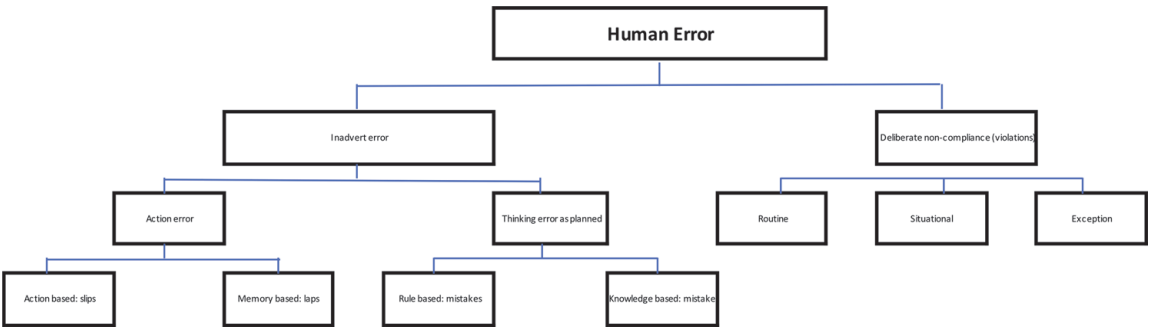 Human Error
Inadvert error
Deliberate non-compliance (violations)
Action error
Thinking error as planned
Routine
Situational
Exception
Action based: slips
Memory based: laps
Rule based: mistakes
Knowledge based: mistake